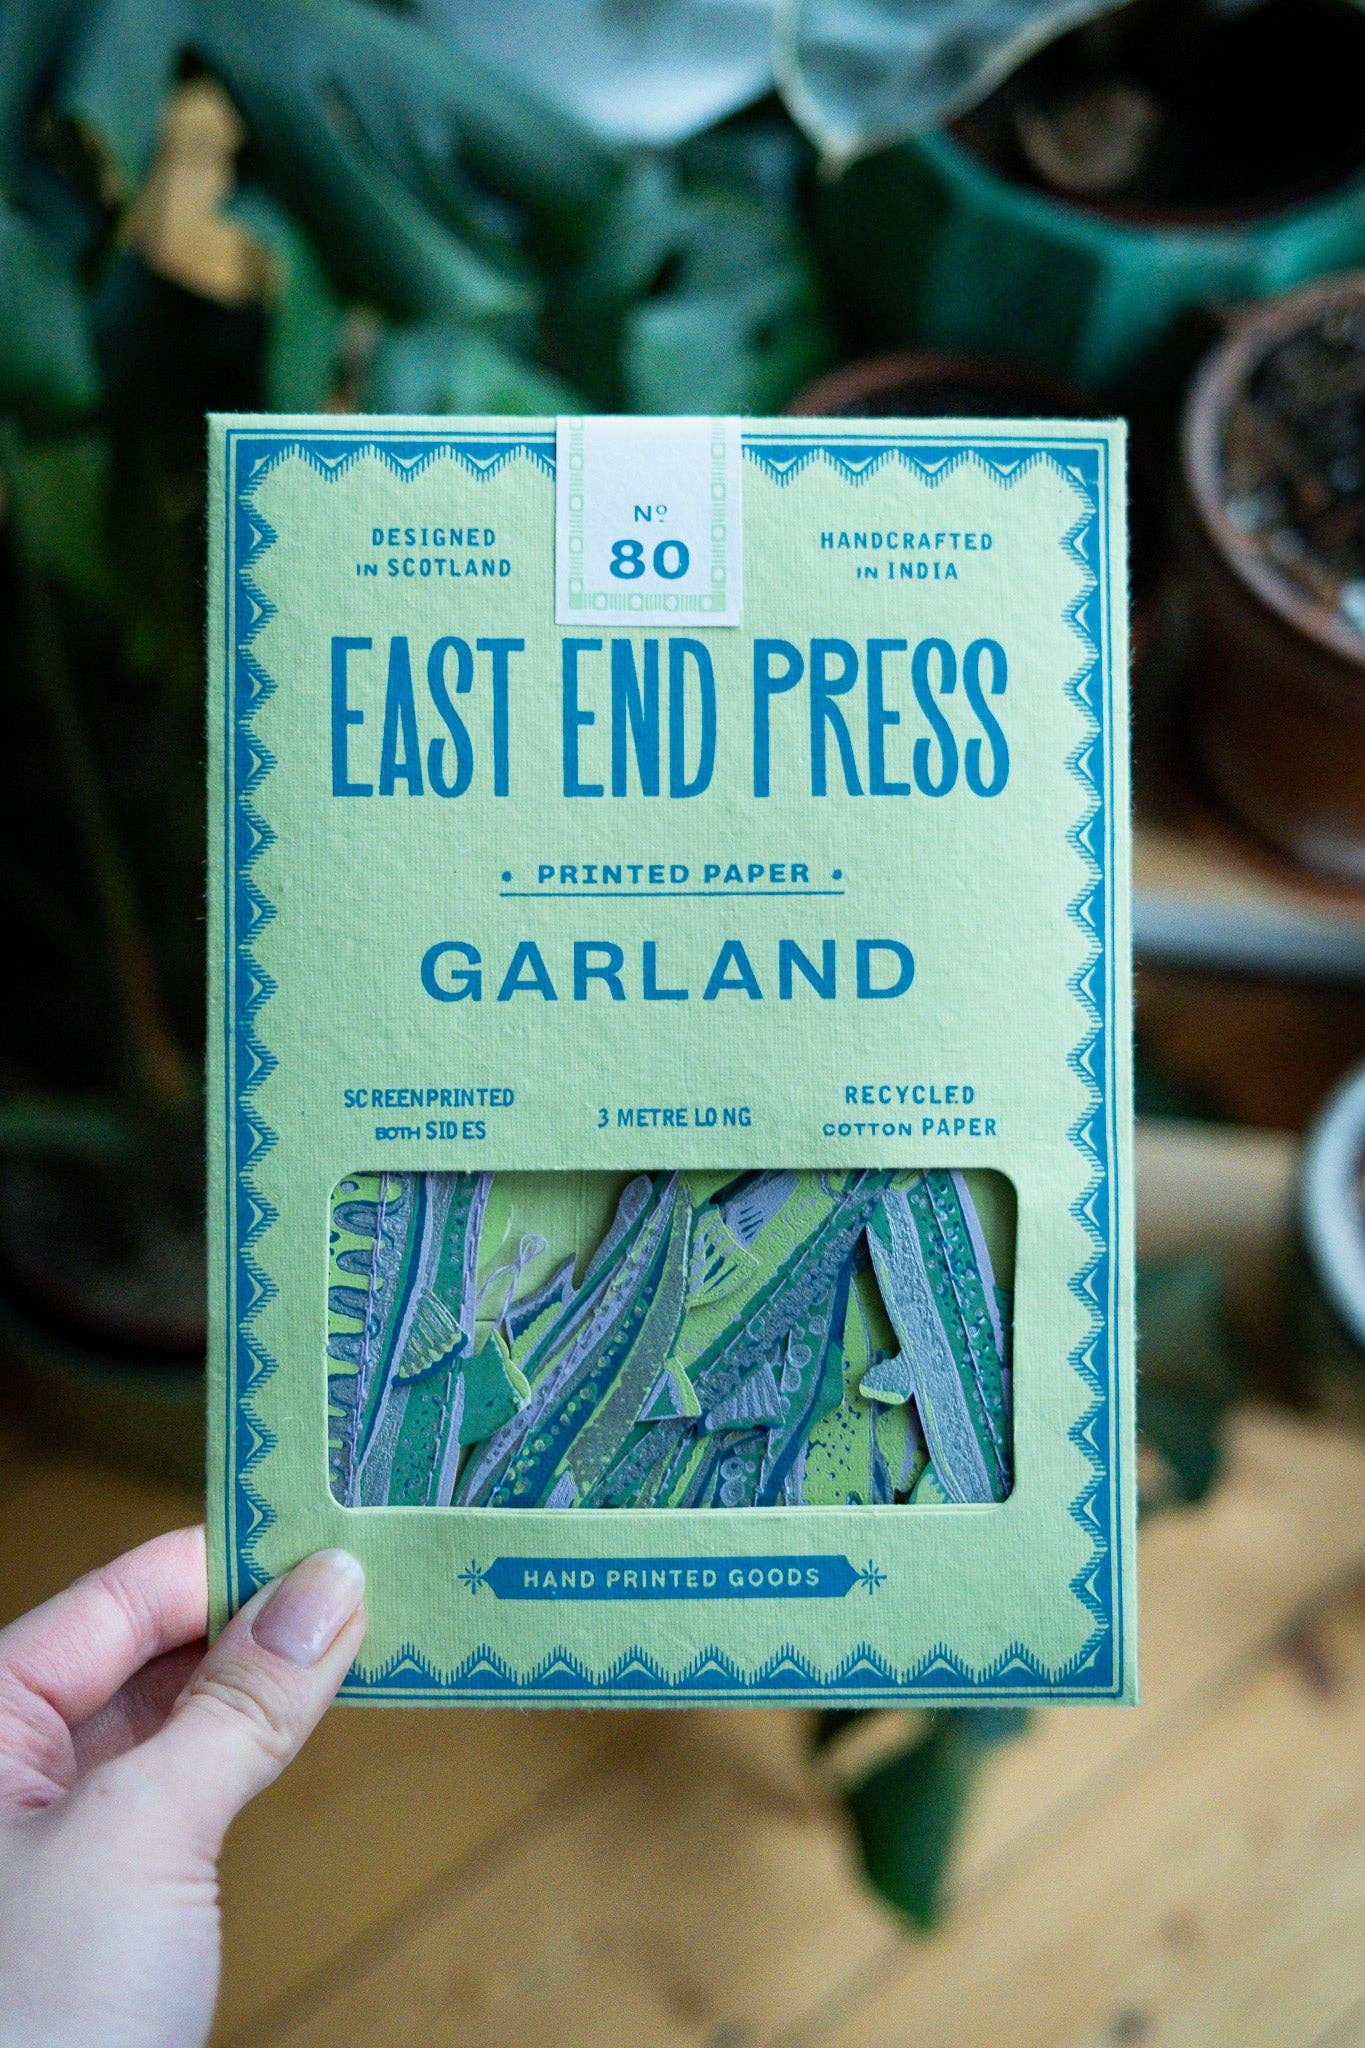 Nº
80
DESIGNED
IN SCOTLAND
HANDCRAFTED
IN INDIA
EAST END PRESS
• PRINTED PAPER •
GARLAND
SCREENPRINTED
BOTH SIDES
3 METRE LONG
RECYCLED
COTTON PAPER
HAND PRINTED GOODS